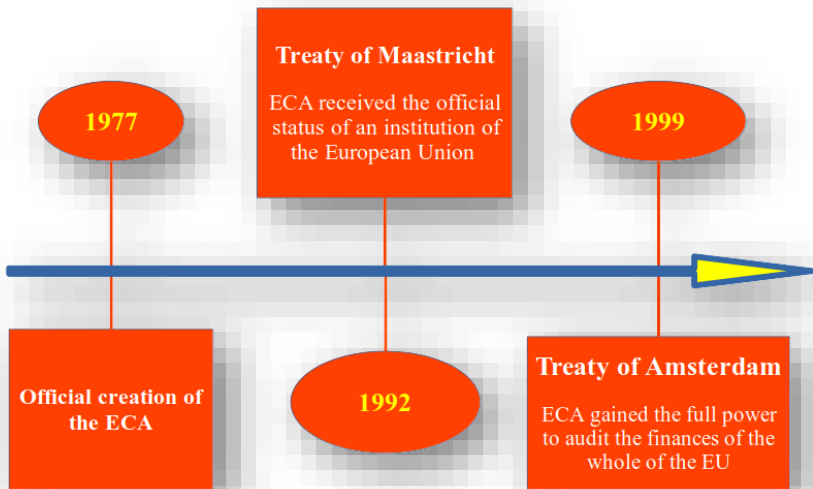 1977
Official creation of
the ECA
Treaty of Maastricht
ECA received the official
status of an institution of
the European Union
1992
1999
Treaty of Amsterdam
ECA gained the full power
to audit the finances of the
whole of the EU